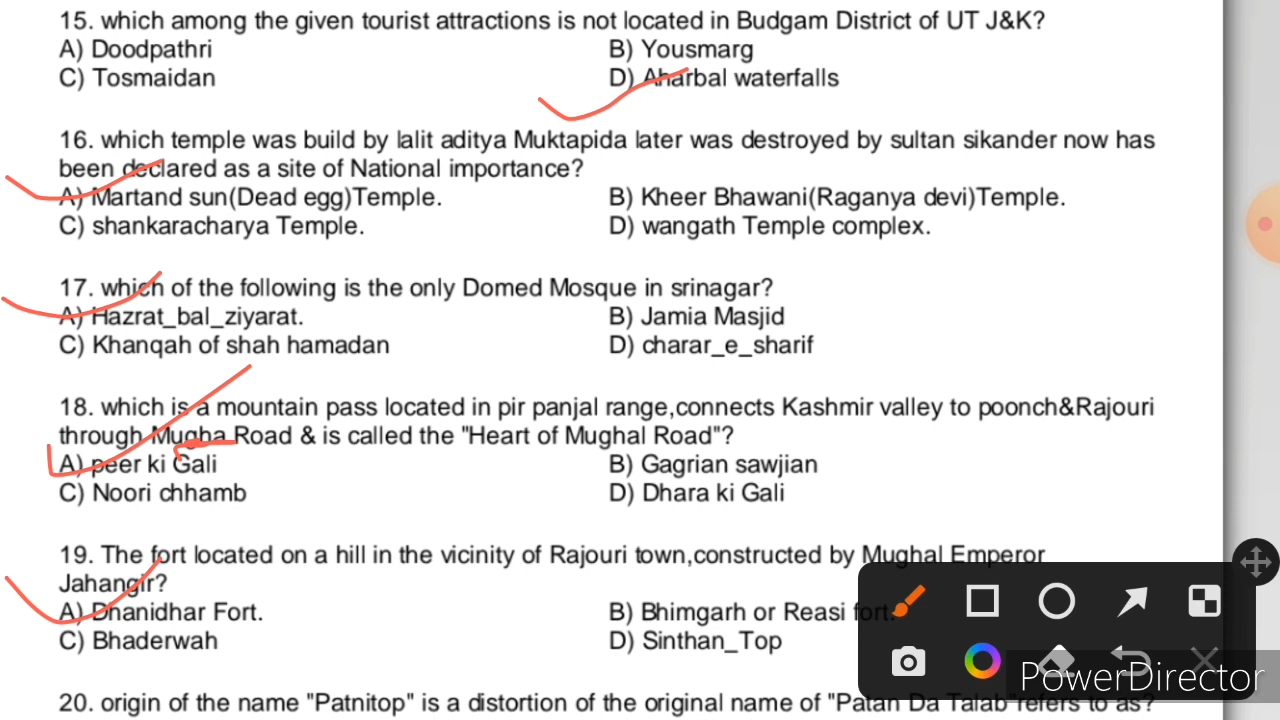 15. which among the given tourist attractions is not located in Budgam District of UT J&K?
A) Doodpathri B) Yousmarg
C) Tosmaidan D) Aharbal waterfalls
16. which temple was build by lalit aditya Muktapida later was destroyed by sultan sikander now has
been declared as a site of National importance?
A) Martand sun(Dead egg)Temple. B) Kheer Bhawani(Raganya devi)Temple.
C) shankaracharya Temple. D) wangath Temple complex.
17. which of the following is the only Domed Mosque in srinagar?
A) Hazrat_bal_ziyarat. B) Jamia Masjid
C) Khanqah of shah hamadan D) charar_e_sharif
18. which is a mountain pass located in pir panjal range,connects Kashmir valley to poonch&Rajouri
through Mugha Road & is called the "Heart of Mughal Road"?
A) peer ki Gali B) Gagrian sawjian
C) Noori chhamb D) Dhara ki Gali
19. The fort located on a hill in the vicinity of Rajouri town,constructed by Mughal Emperor
Jahangir?
A) Dhanidhar Fort. B) Bhimgarh or Reasi fort.
C) Bhaderwah D) Sinthan_Top
PowerDirector
20. origin of the name "Patnitop" is a distortion of the original name of "Patan Da Talab"refers to as?